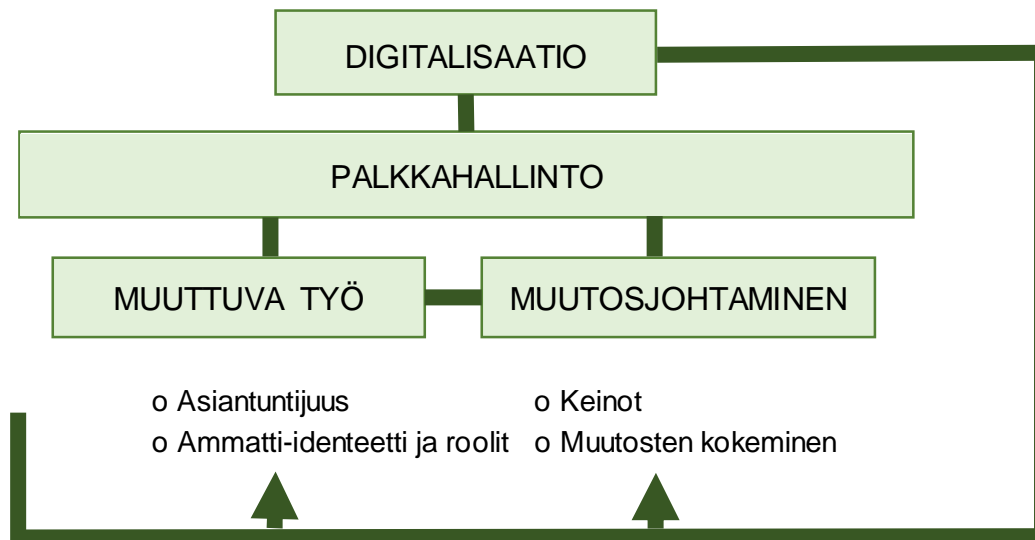 DIGITALISAATIO
PALKKAHALLINTO
MUUTTUVA TYÖ
MUUTOSJOHTAMINEN
o Asiantuntijuus
o Ammatti-identeetti ja roolit
o Keinot
o Muutosten kokeminen